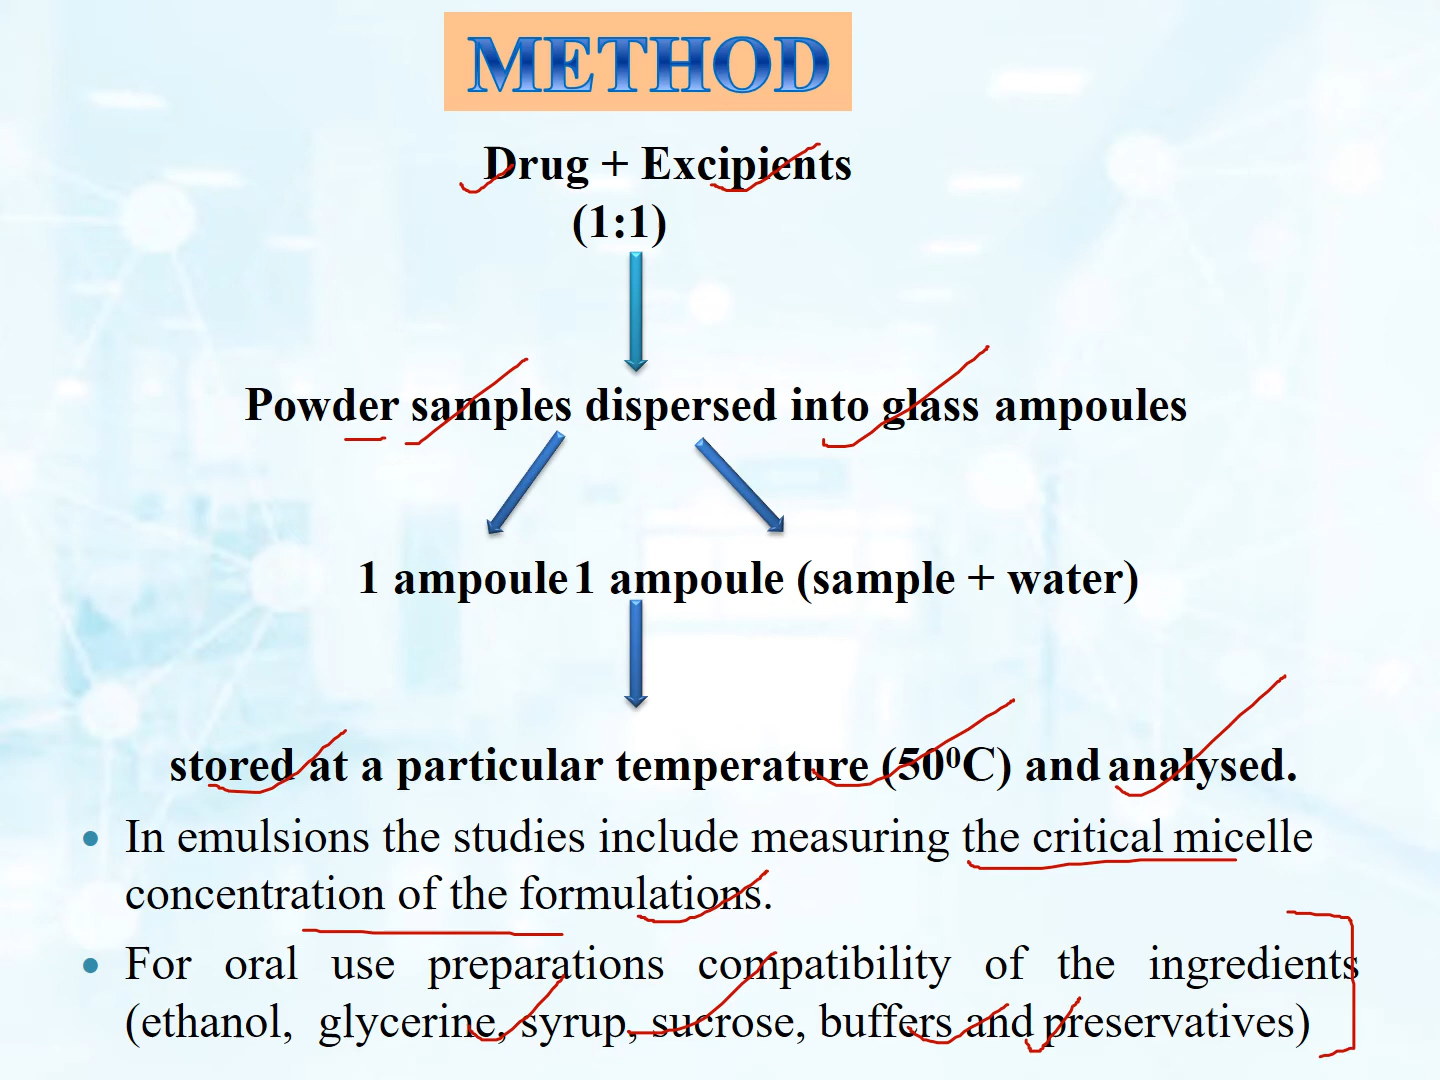 METHOD
Drug + Excipients
(1:1)
Powder samples dispersed into glass ampoules
1 ampoule 1 ampoule (sample + water)
stored at a particular temperature (50⁰C) and analysed.
• In emulsions the studies include measuring the critical micelle
concentration of the formulations.
• For oral use preparations compatibility of the ingredients
(ethanol, glycerine, syrup, sucrose, buffers and preservatives)